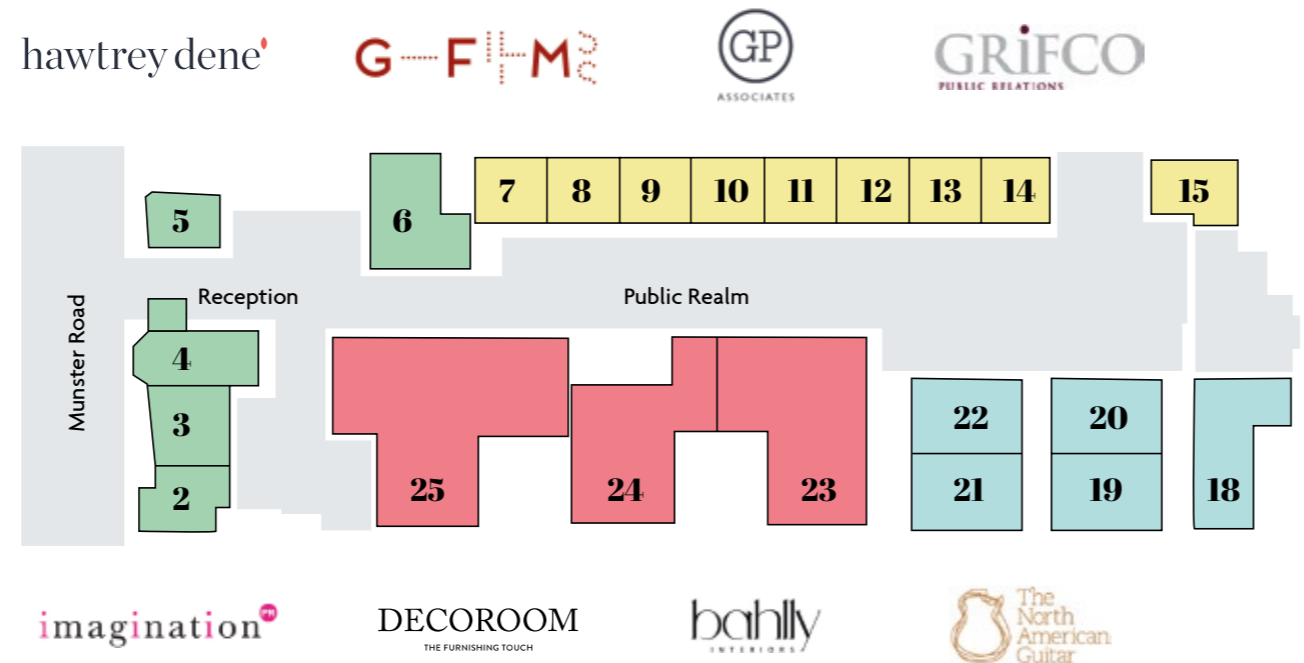 hawtrey dene
G F M
GP
ASSOCIATES
GRiFCO
PUBLIC RELATIONS
5
6
7 8 9 10 11 12 13 14
15
Munster Road
Reception
Public Realm
4
3
2
25
24
23
22
21
20
19
18
imagination PR
DECOROOM
THE FURNISHING TOUCH
bahlly
INTERIORS
The
North
American
Guitar